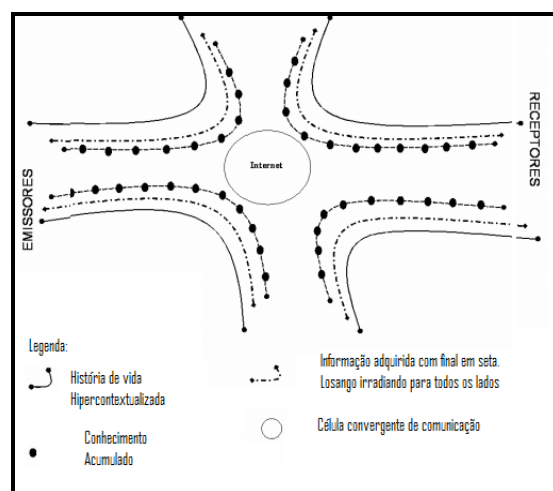 RECEPTORES
Internet
EMISSORES
Legenda:
História de vida
Hipercontextualizada
Informação adquirida com final em seta.
Losango irradiando para todos os lados
Conhecimento
Acumulado
Célula convergente de comunicação